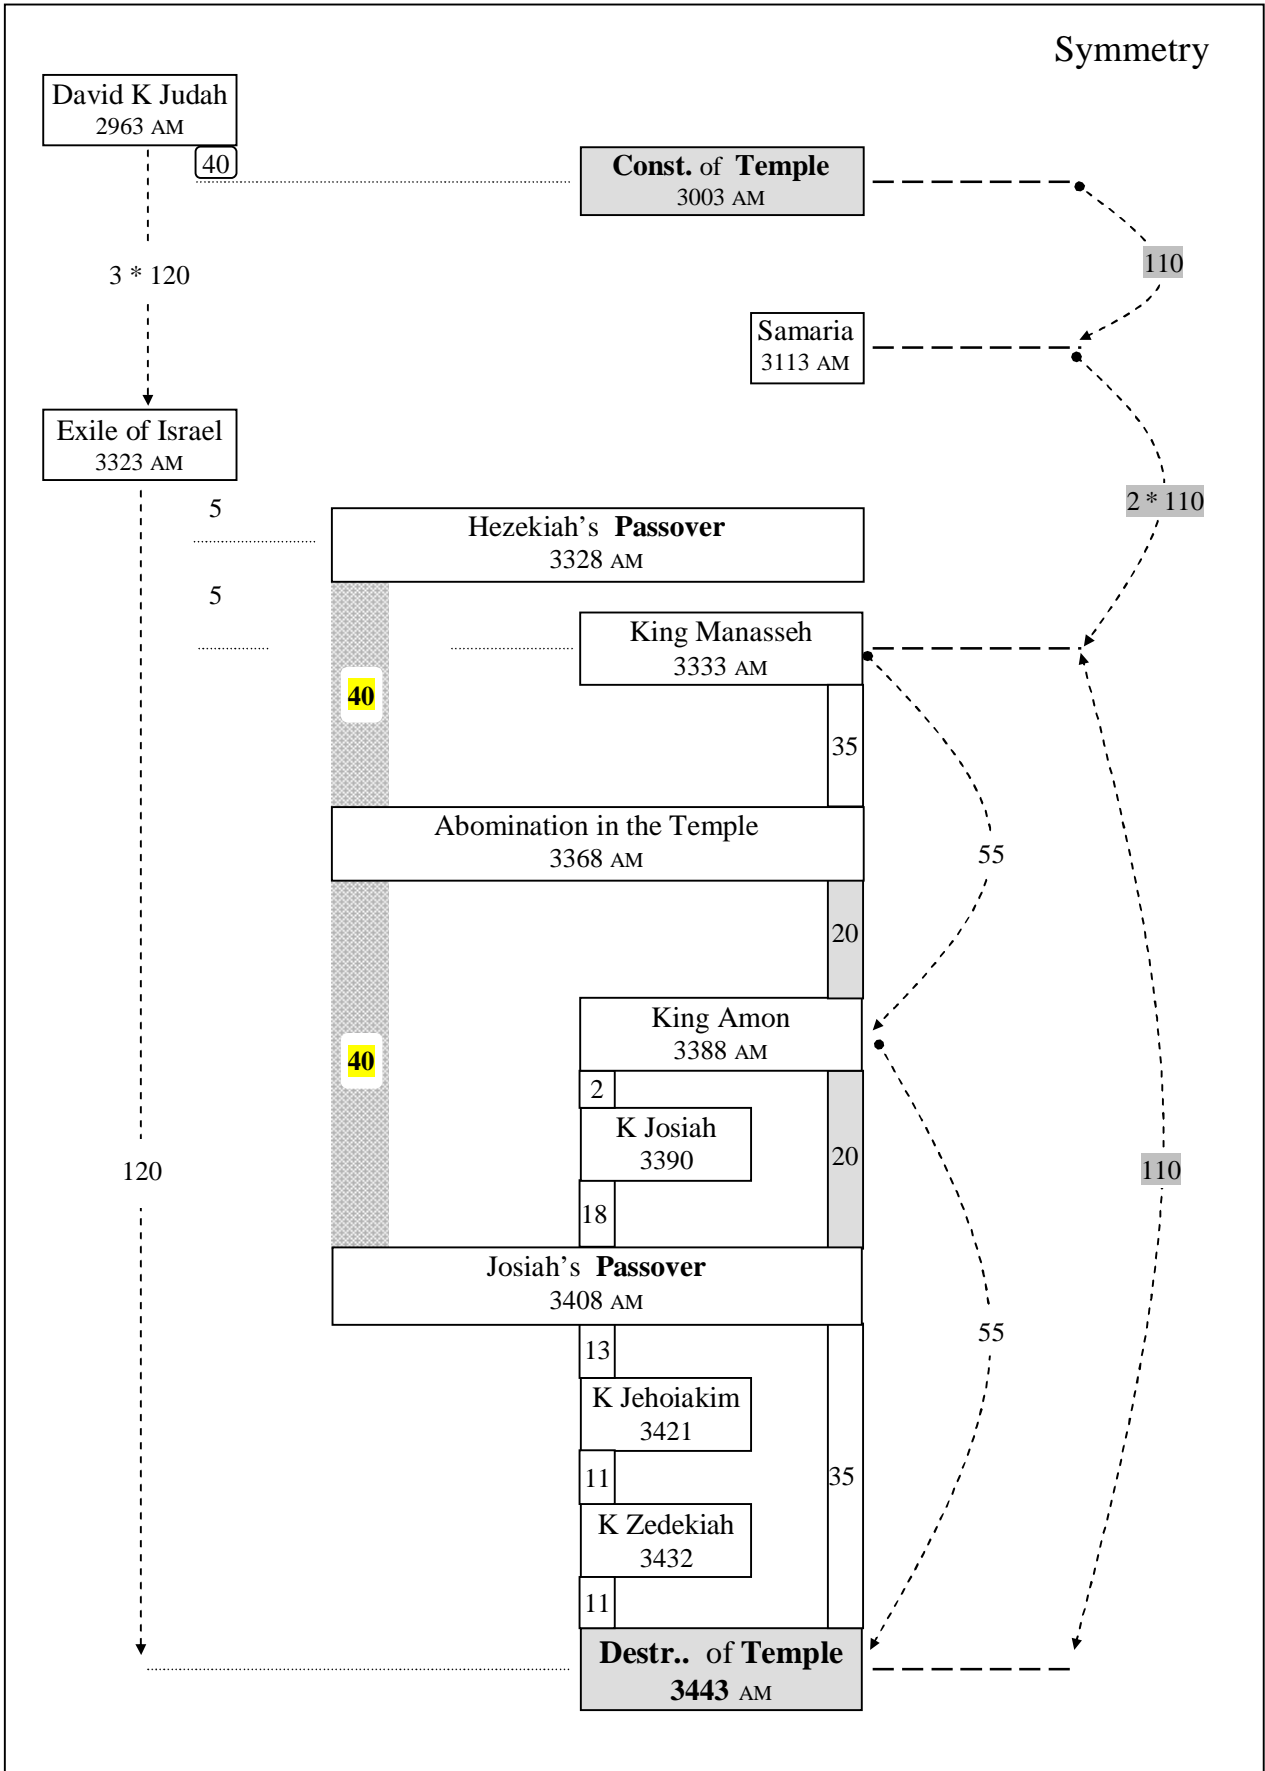 Symmetry
David K Judah
2963 AM
40
Const. of Temple
3003 AM
110
3 * 120
Samaria
3113 AM
Exile of Israel
3323 AM
2 * 110
5
Hezekiah's Passover
3328 AM
5
King Manasseh
3333 AM
40
35
Abomination in the Temple
3368 AM
55
20
King Amon
3388 AM
40
2
K Josiah
3390
20
120
110
18
Josiah's Passover
3408 AM
55
13
K Jehoiakim
3421
11
35
K Zedekiah
3432
11
Destr.. of Temple
3443 AM